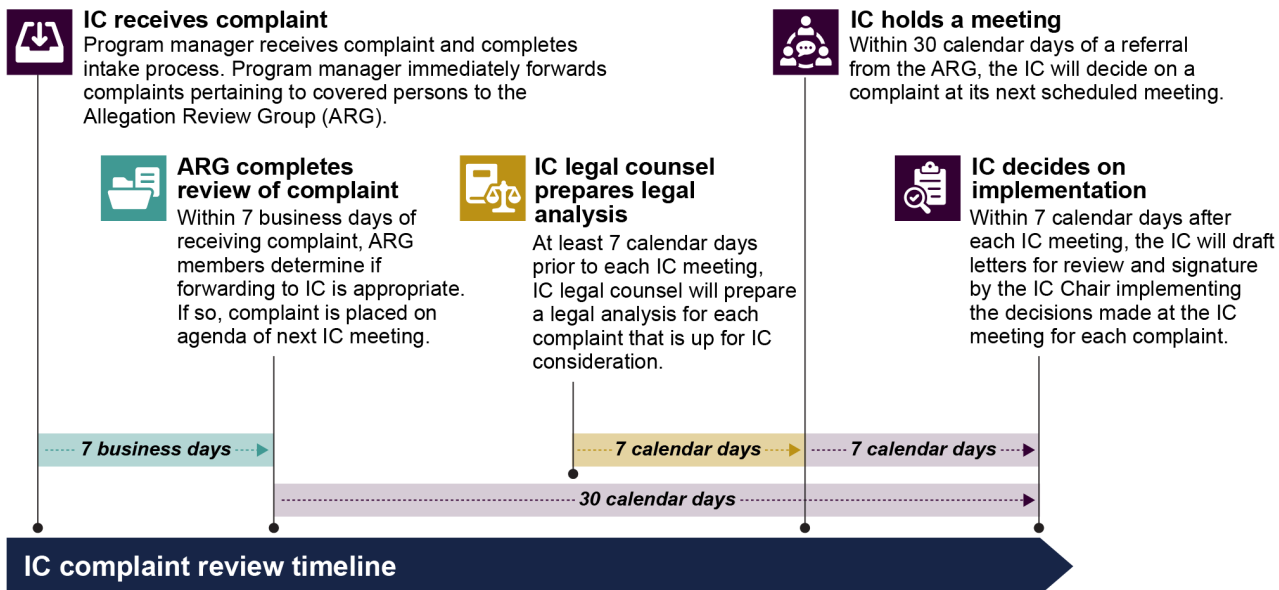 IC receives complaint
Program manager receives complaint and completes
intake process. Program manager immediately forwards
complaints pertaining to covered persons to the
Allegation Review Group (ARG).
IC holds a meeting
Within 30 calendar days of a referral
from the ARG, the IC will decide on a
complaint at its next scheduled meeting.
ARG completes
review of complaint
Within 7 business days of
receiving complaint, ARG
members determine if
forwarding to IC is appropriate.
If so, complaint is placed on
agenda of next IC meeting.
IC legal counsel
prepares legal
analysis
At least 7 calendar days
prior to each IC meeting,
IC legal counsel will prepare
a legal analysis for each
complaint that is up for IC
consideration.
IC decides on
implementation
Within 7 calendar days after
each IC meeting, the IC will draft
letters for review and signature
by the IC Chair implementing
the decisions made at the IC
meeting for each complaint.
7 business days
7 calendar days
7 calendar days
30 calendar days
IC complaint review timeline